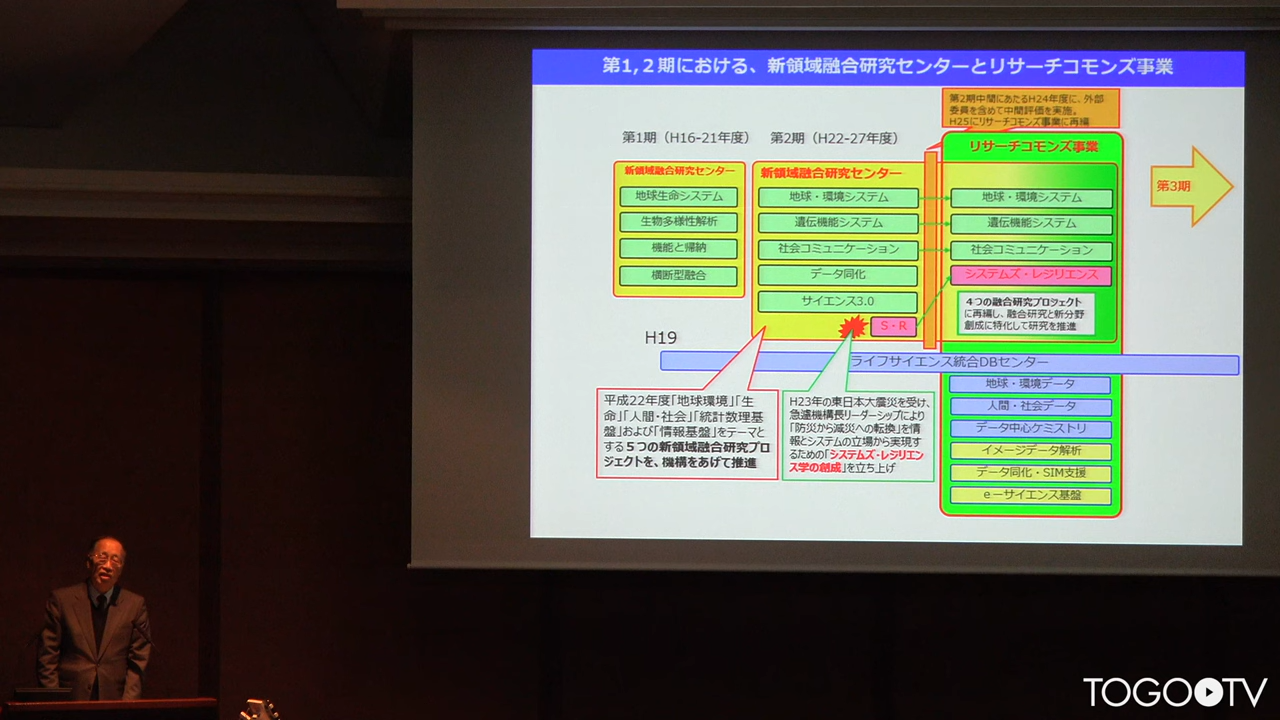 第1,２期における、新領域融合研究センターとリサーチコモンズ事業
第2期中間にあたるH24年度に、外部
委員を含めて中間評価を実施。
H25にリサーチコモンズ事業に再編
第1期（H16-21年度）
第2期（H22-27年度）
新領域融合研究センター
地球生命システム
生物多様性解析
機能と帰納
横断型融合
新領域融合研究センター
地球・環境システム
遺伝機能システム
社会コミュニケーション
データ同化
サイエンス3.0
S・R
リサーチコモンズ事業
地球・環境システム
遺伝機能システム
社会コミュニケーション
システムズ・レジリエンス
４つの融合研究プロジェクト
に再編し、融合研究と新分野
創成に特化して研究を推進
第3期
H19
ライフサイエンス統合DBセンター
地球・環境データ
人間・社会データ
データ中心ケミストリ
イメージデータ解析
データ同化・SIM支援
e－サイエンス基盤
平成22年度「地球環境」「生
命」「人間・社会」「統計数理基
盤」および「情報基盤」をテーマと
する５つの新領域融合研究プロ
ジェクトを、機構をあげて推進
H23年の東日本大震災を受け、
急遽機構長リーダーシップにより
「防災から減災への転換」を情
報とシステムの立場から実現す
るための「システムズ・レジリエン
ス学の創成」を立ち上げ
TOGO TV